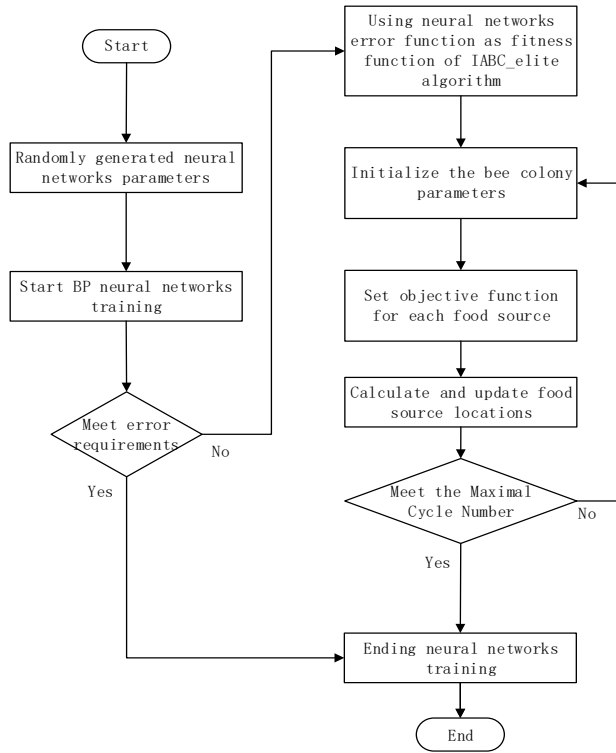 Start
Randomly generated neural
networks parameters
Start BP neural networks
training
Meet error
requirements
No
Yes
Using neural networks
error function as fitness
function of IABC_elite
algorithm
Initialize the bee colony
parameters
Set objective function
for each food source
Calculate and update food
source locations
Meet the Maximal
Cycle Number
No
Yes
Ending neural networks
training
End